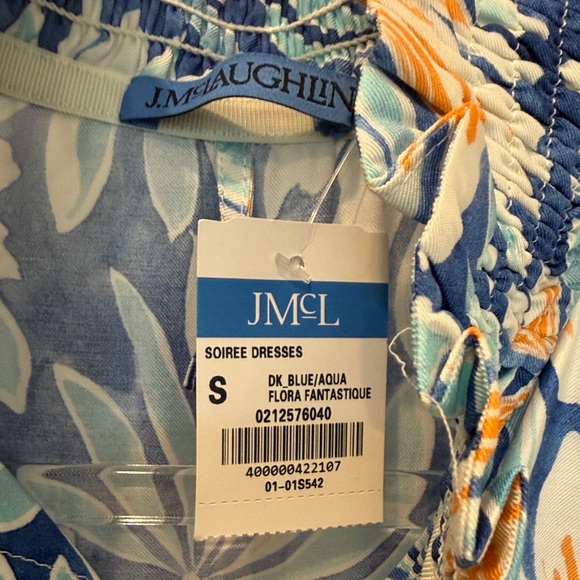 J.McLAUGHLIN
JMcL
SOIREE DRESSES
S
DK_BLUE/AQUA
FLORA FANTASTIQUE
0212576040
400000422107
01-01S542